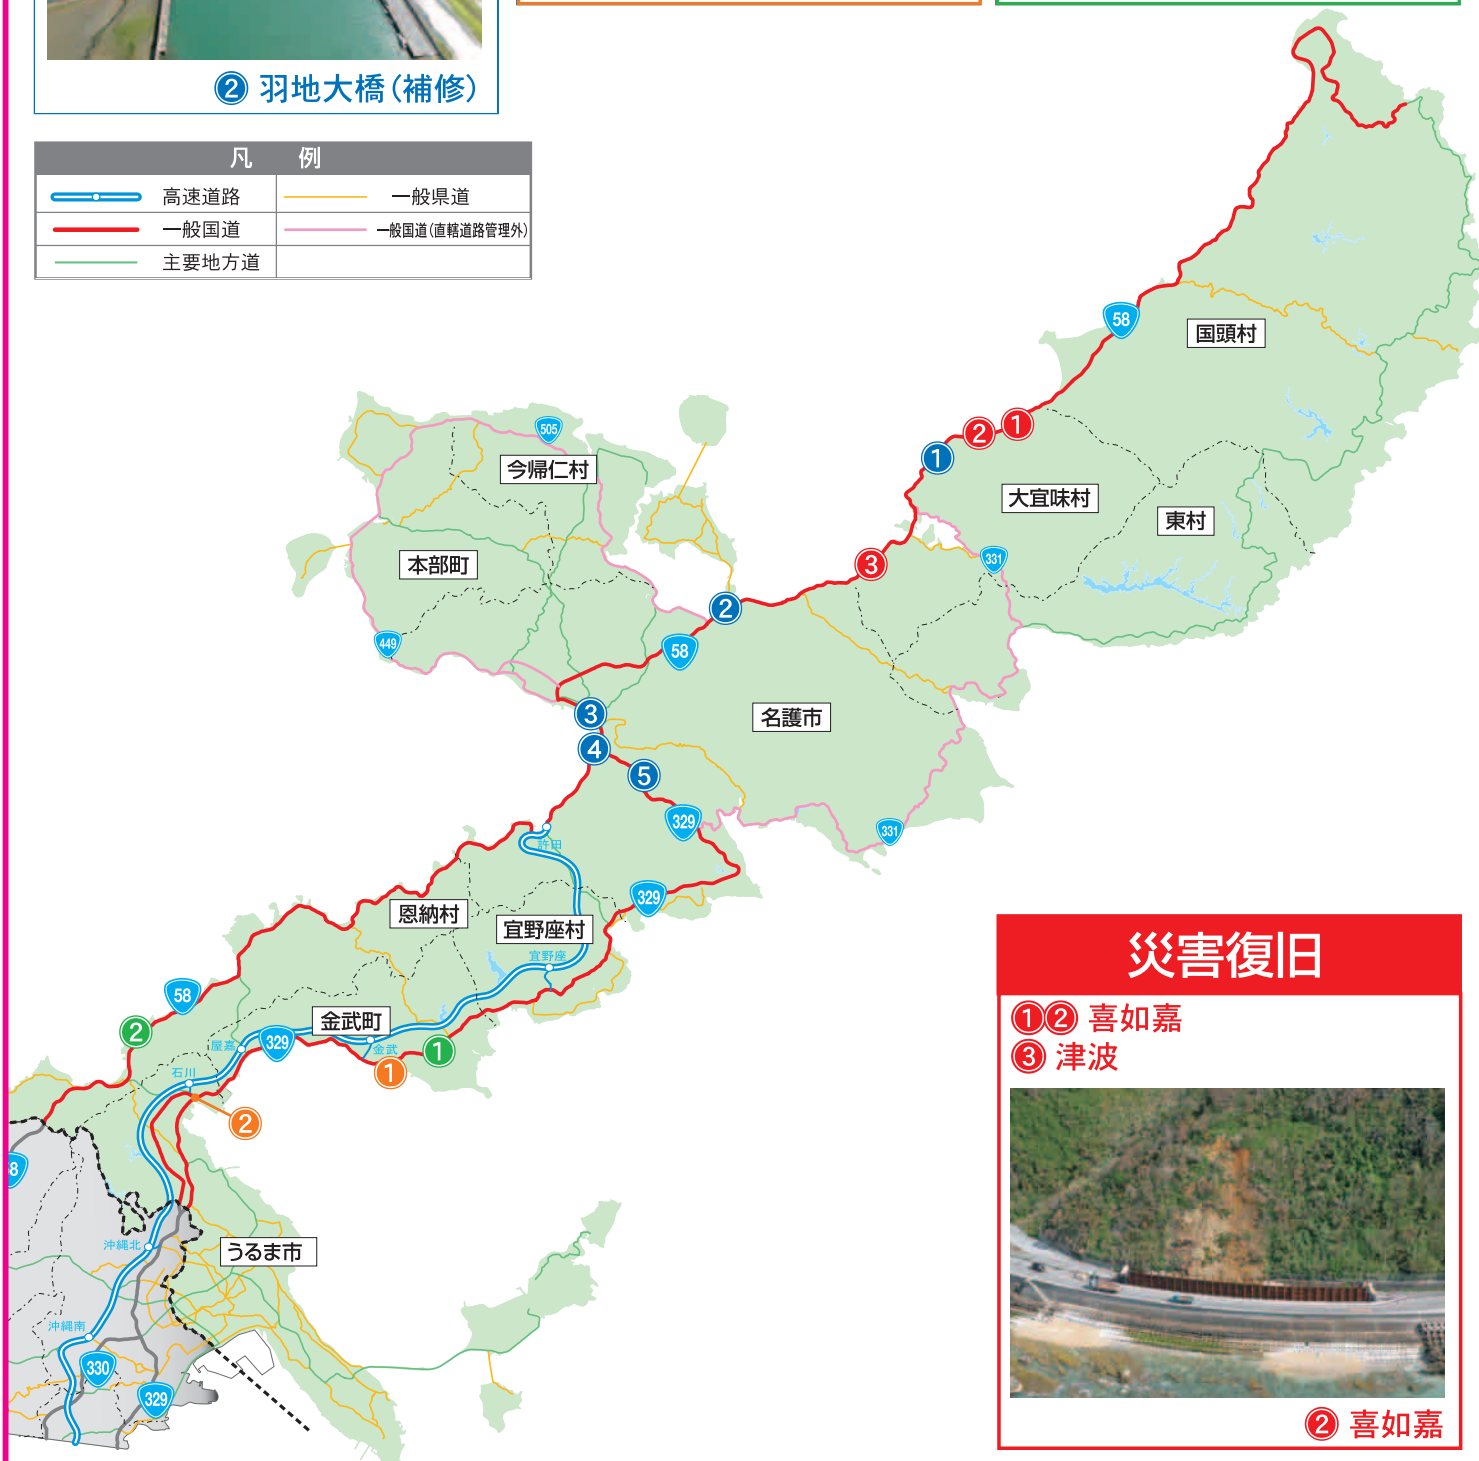 ② 羽地大橋(補修)
凡 例
高速道路
一般県道
一般国道
一般国道(直轄道路管理外)
主要地方道
58
国頭村
505
今帰仁村
① ② ①
大宜味村
東村
本部町
③
331
449
②
58
③
名護市
④
⑤
329
331
許田
329
恩納村
宜野座村
宜野座
58
金武町
②
329
屋嘉
金武
①
①
石川
②
58
沖縄北
うるま市
沖縄南
330
329
災害復旧
①② 喜如嘉
③ 津波
② 喜如嘉